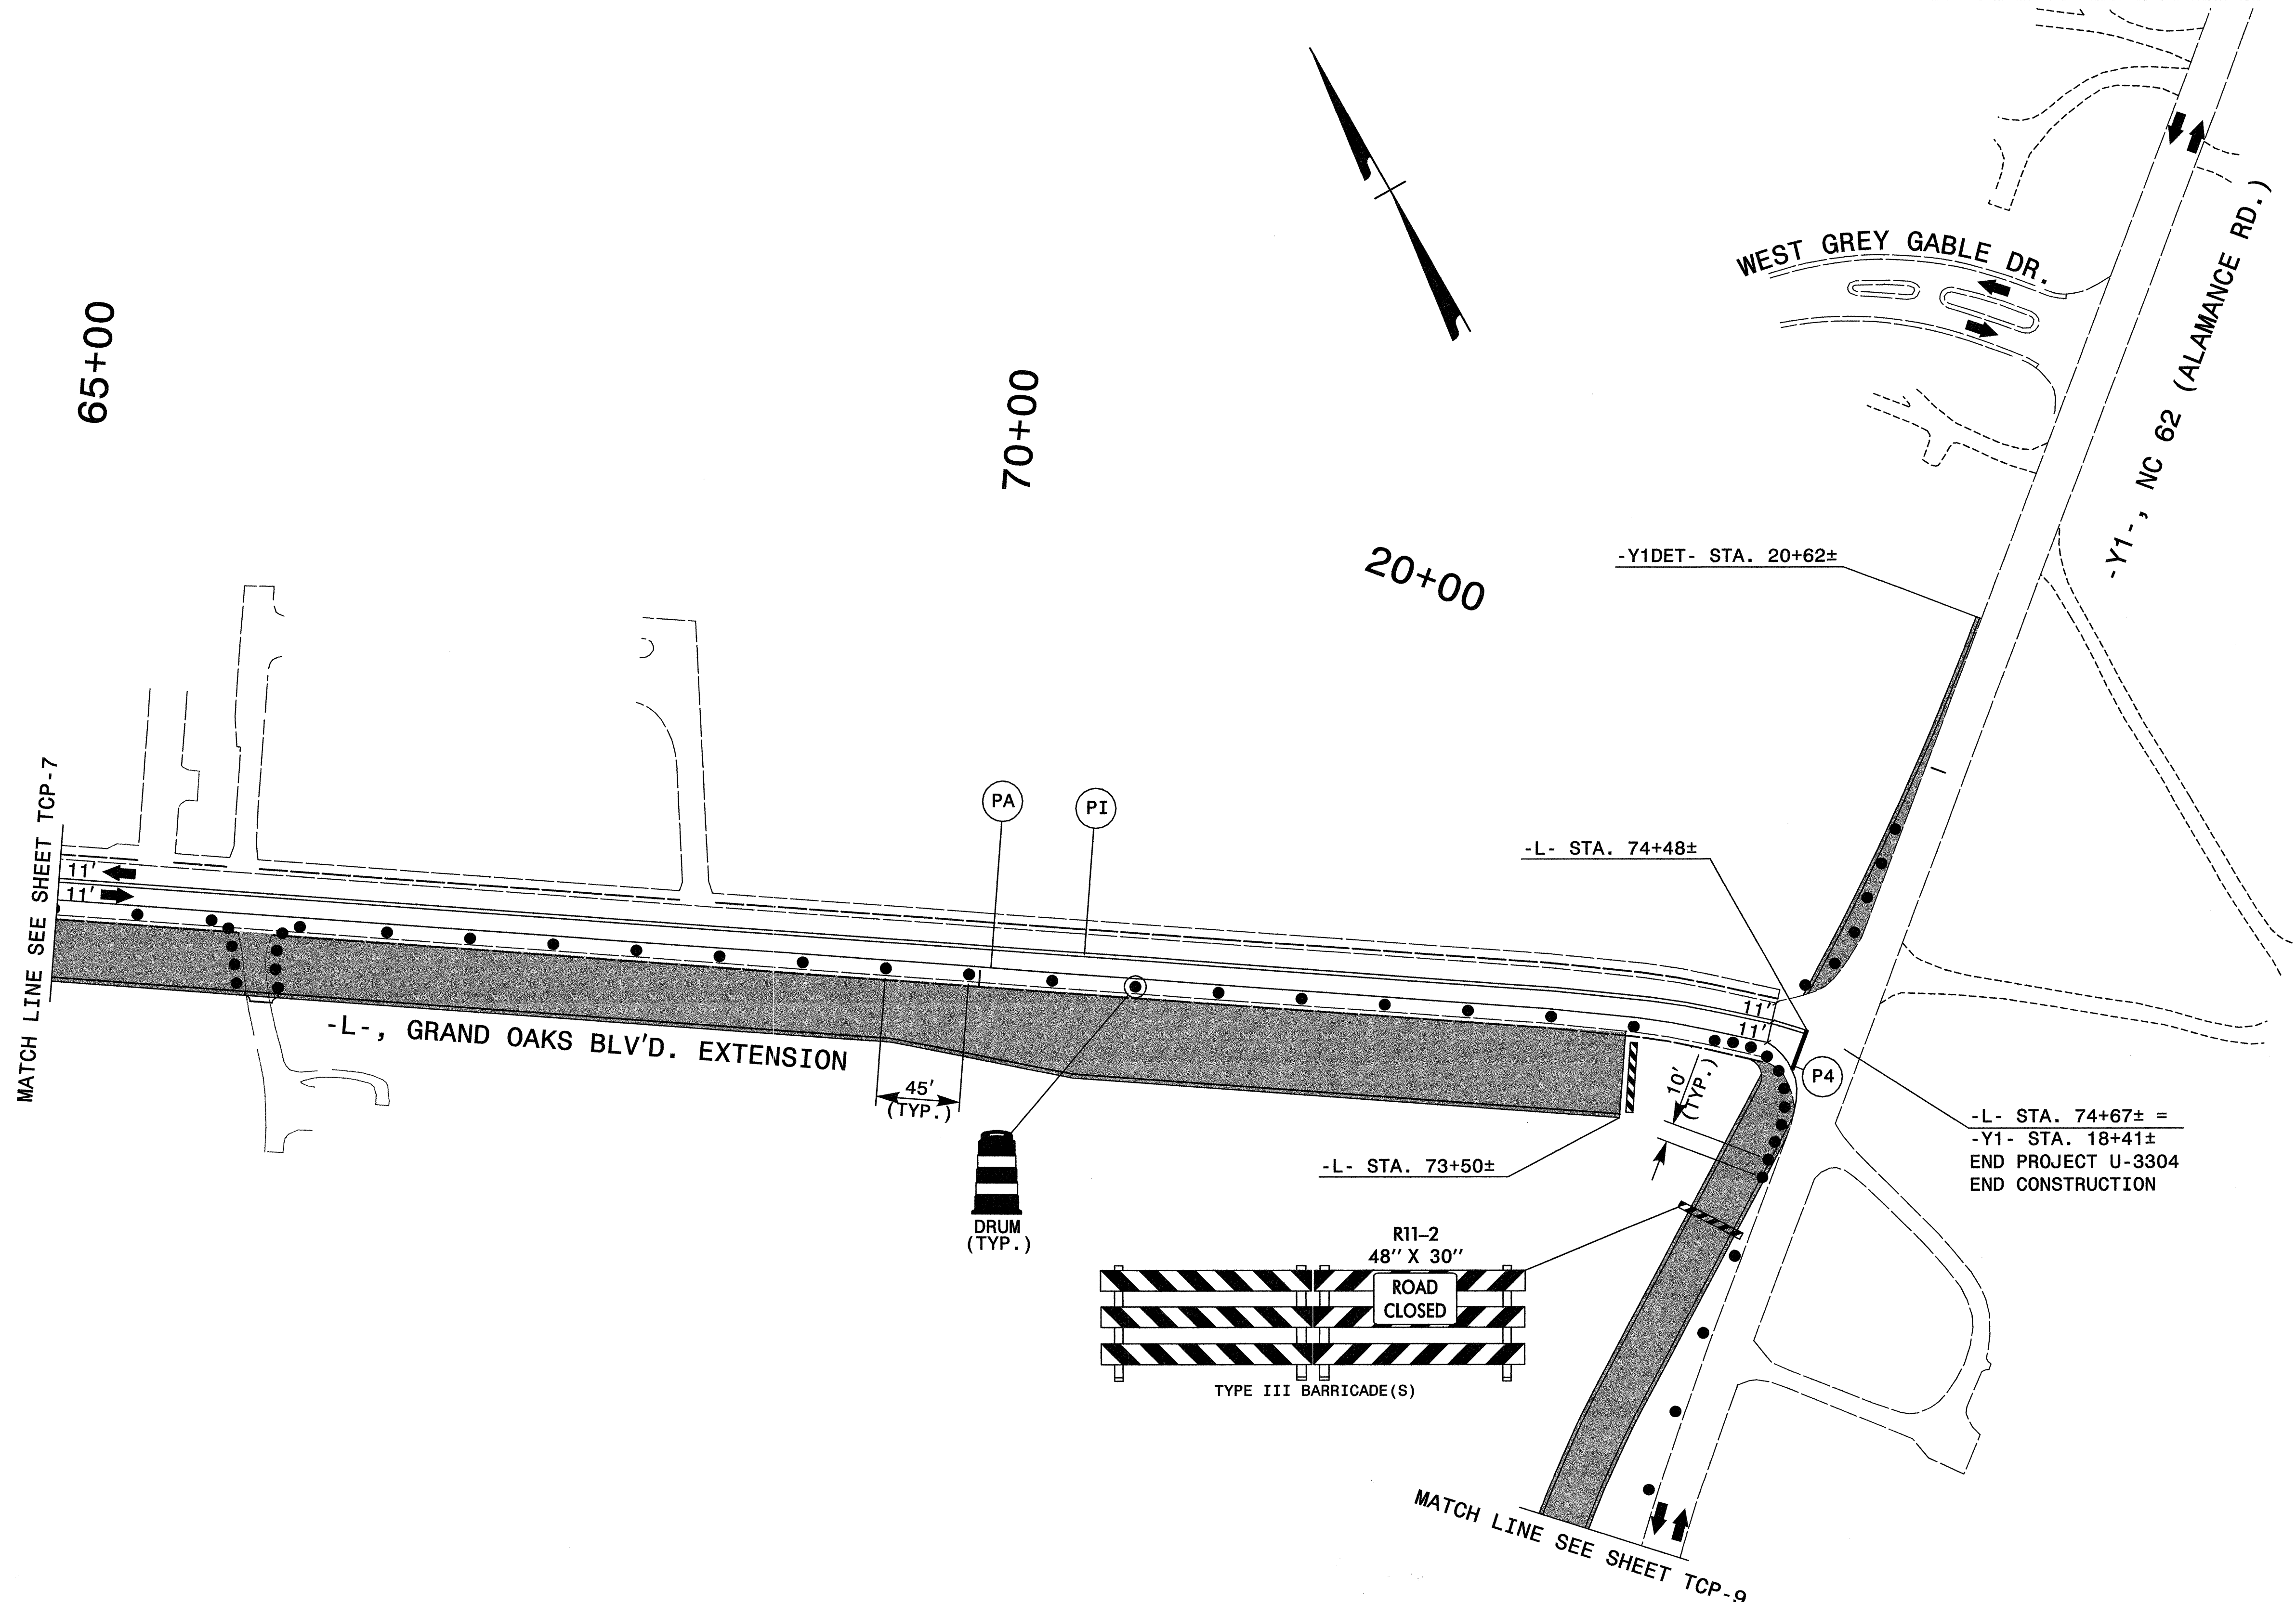 WEST GREY GABLE DR.
-Y1-, NC 62 (ALAMANCE RD.)
65+00
70+00
20+00
-Y1DET- STA. 20+62±
MATCH LINE SEE SHEET TCP-7
PA
PI
-L- STA. 74+48±
11'
11'
11'
11'
P4
-L-, GRAND OAKS BLV'D. EXTENSION
45'
(TYP.)
10'
(TYP.)
DRUM
(TYP.)
-L- STA. 73+50±
-L- STA. 74+67± =
-Y1- STA. 18+41±
END PROJECT U-3304
END CONSTRUCTION
R11-2
48" X 30"
ROAD
CLOSED
TYPE III BARRICADE(S)
MATCH LINE SEE SHEET TCP-9